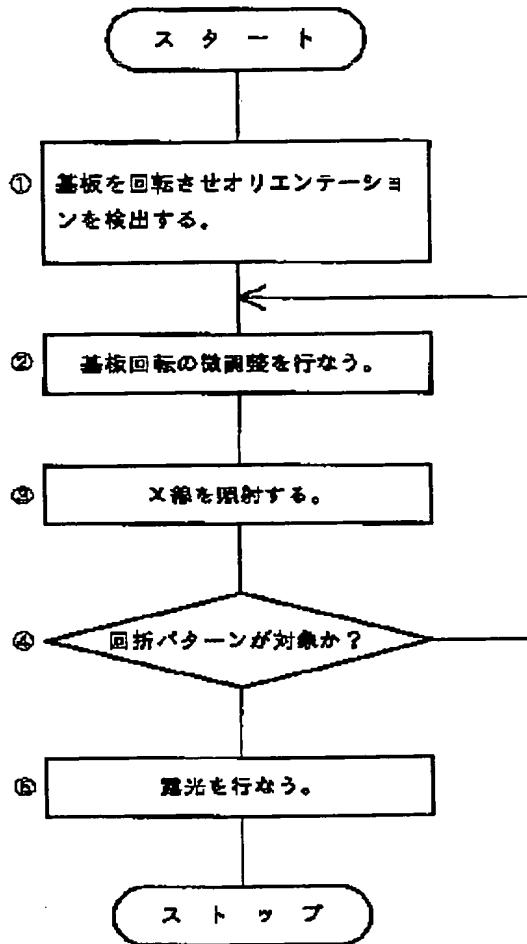 スタート
① 基板を回転させオリエンテーショ
ンを検出する。
② 基板回転の微調整を行なう。
③ X線を照射する。
④ 回折パターンが対象か？
⑤ 露光を行なう。
ストップ